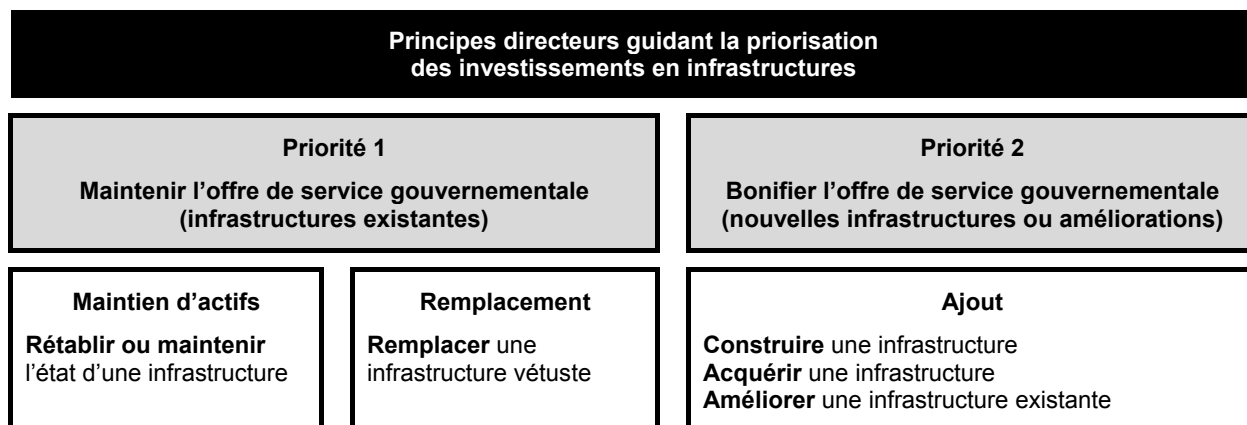 Principes directeurs guidant la priorisation
des investissements en infrastructures
Priorité 1
Maintenir l’offre de service gouvernementale
(infrastructures existantes)
Priorité 2
Bonifier l’offre de service gouvernementale
(nouvelles infrastructures ou améliorations)
Maintien d’actifs
Rétablir ou maintenir
l’état d’une infrastructure
Remplacement
Remplacer une
infrastructure vétuste
Ajout
Construire une infrastructure
Acquérir une infrastructure
Améliorer une infrastructure existante